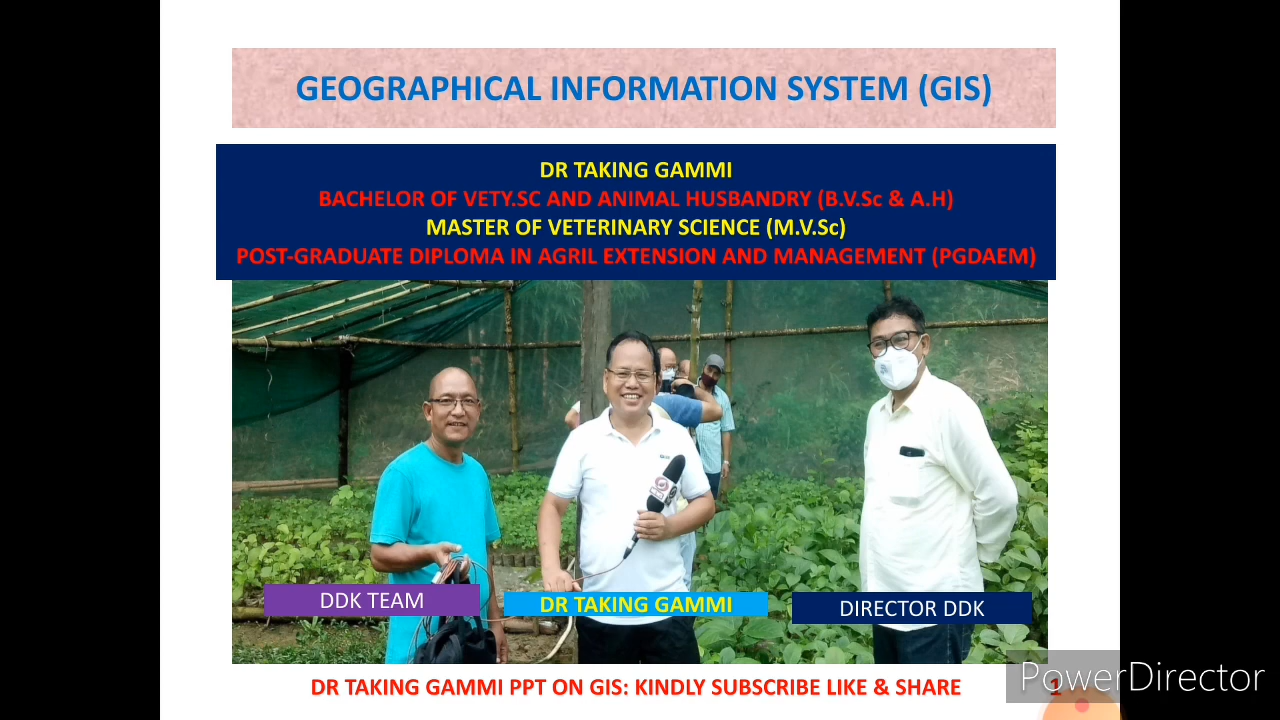 GEOGRAPHICAL INFORMATION SYSTEM (GIS)
DR TAKING GAMMI
BACHELOR OF VETY.SC AND ANIMAL HUSBANDRY (B.V.Sc & A.H)
MASTER OF VETERINARY SCIENCE (M.V.Sc)
POST-GRADUATE DIPLOMA IN AGRIL EXTENSION AND MANAGEMENT (PGDAEM)
DDK TEAM
DR TAKING GAMMI
DIRECTOR DDK
DR TAKING GAMMI PPT ON GIS: KINDLY SUBSCRIBE LIKE & SHARE
1
PowerDirector